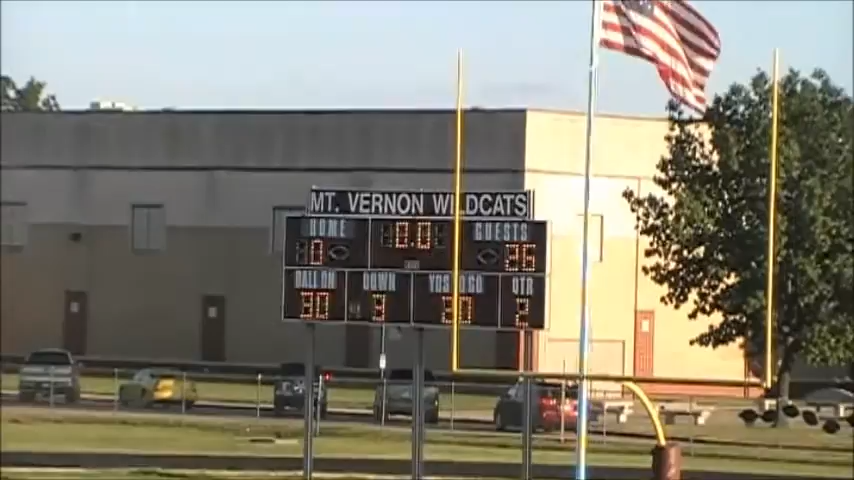 MT. VERNON WILDCATS
HOME 0.0 GUESTS
0 26
BALL ON DOWN YDS TO GO QTR
30 3 20 2